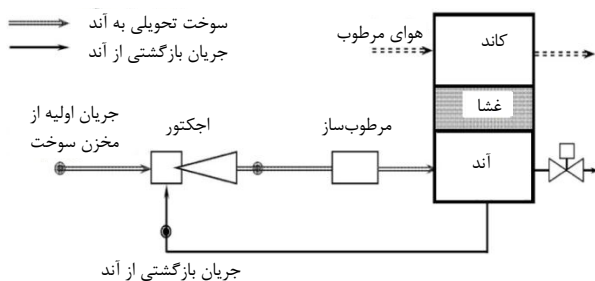 سوخت تحویلی به آند
جریان بازگشتی از آند
هوای مرطوب
کاتد
غشا
آند
جریان اولیه از
مخزن سوخت
اجکتور
مرطوب‌ساز
جریان بازگشتی از آند